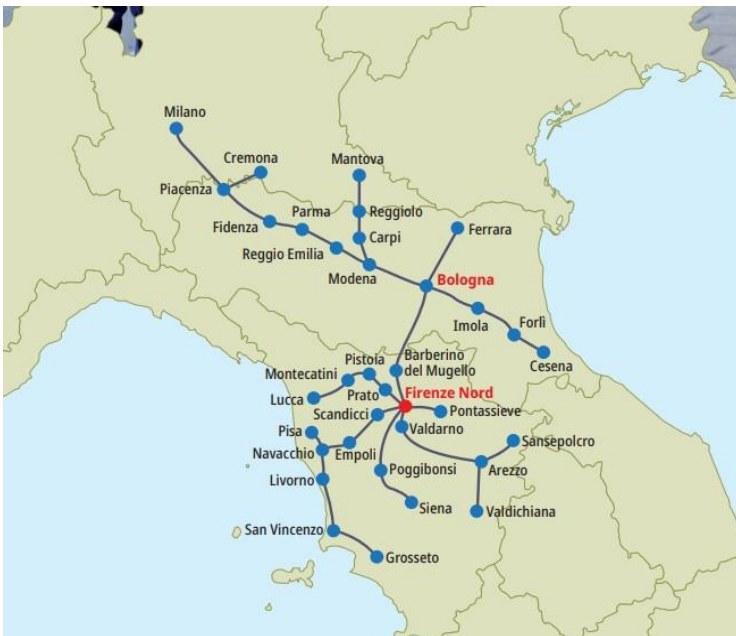 Milano
Cremona
Mantova
Piacenza
Parma
Reggiolo
Fidenza
Ferrara
Carpi
Reggio Emilia
Modena
Bologna
Imola
Forlì
Cesena
Barberino
del Mugello
Pistoia
Montecatini
Prato
Firenze Nord
Lucca
Scandicci
Pontassieve
Pisa
Valdarno
Sansepolcro
Navacchio
Empoli
Poggibonsi
Arezzo
Livorno
Siena
Valdichiana
San Vincenzo
Grosseto